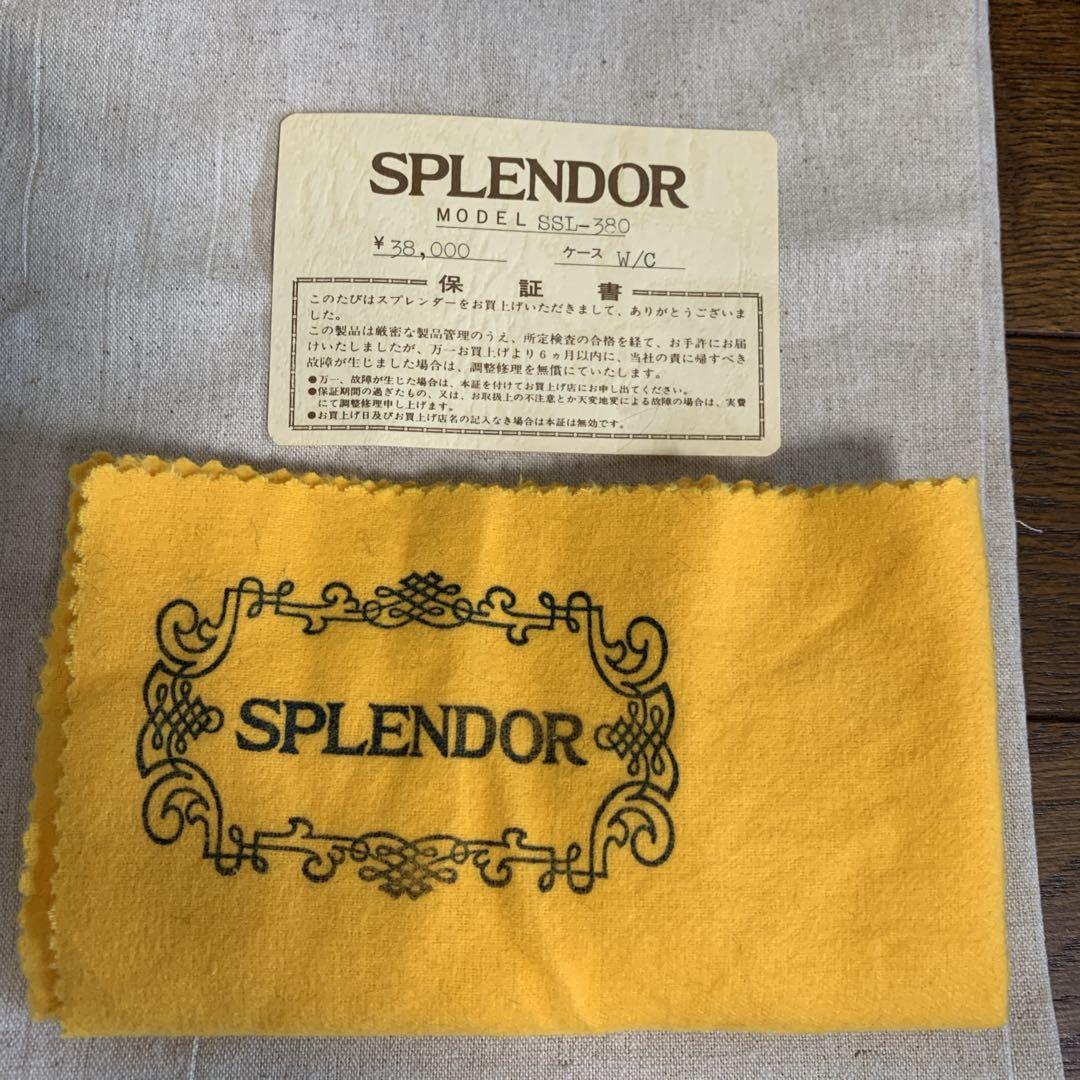 SPLENDOR
MODEL SSL-380
¥38,000 ケース W/C
保証書
このたびはスプレンダーをお買上げいただきまして、ありがとうございま
した。
この製品は厳密な製品管理のうえ、所定検査の合格を経て、お手許にお届
けいたしましたが、万一お買上げより6ヵ月以内に、当社の責に帰すべき
故障が生じました場合は、調整修理を無償にていたします。
●万一、故障が生じた場合は、本証を付けてお買上げ店にお申し出てください。
●保証期間の過ぎたもの、又は、お取扱上の不注意とか天変地変による故障の場合は、実費
にて調整修理申し上げます。
●お買上げ日及びお買上げ店名の記入なき場合は本証は無効です。
SPLENDOR